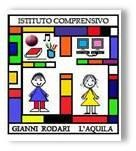 ISTITUTO COMPRENSIVO
GIANNI RODARI L'AQUILA